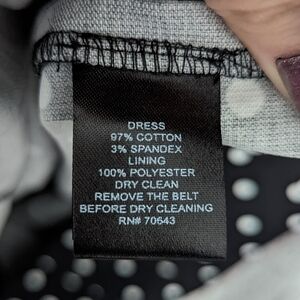 DRESS
97% COTTON
3% SPANDEX
LINING
100% POLYESTER
DRY CLEAN
REMOVE THE BELT
BEFORE DRY CLEANING
RN# 70643